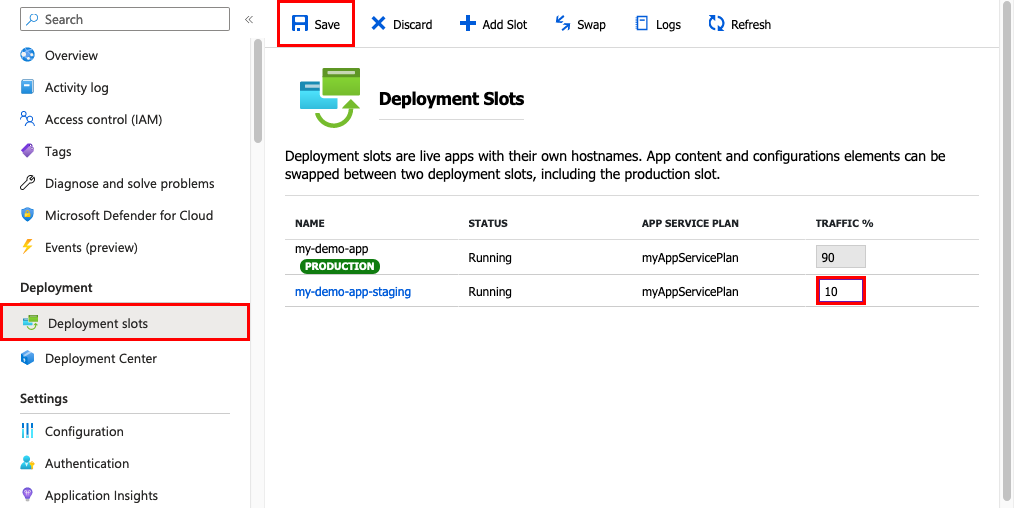 Search
«
Overview
Activity log
Access control (IAM)
Tags
Diagnose and solve problems
Microsoft Defender for Cloud
Events (preview)
Deployment
Deployment slots
Deployment Center
Settings
Configuration
Authentication
Application Insights
Save Discard Add Slot Swap Logs Refresh
Deployment Slots
Deployment slots are live apps with their own hostnames. App content and configurations elements can be
swapped between two deployment slots, including the production slot.
NAME STATUS APP SERVICE PLAN TRAFFIC %
my-demo-app
PRODUCTION Running myAppServicePlan 90
my-demo-app-staging Running myAppServicePlan 10